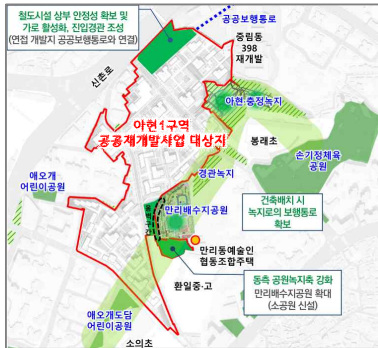 철도시설 상부 안정성 확보 및
가로 활성화, 진입경관 조성
(연접 개발지 공공보행통로와 연결)
공공보행통로
중림동
398
재개발
신촌로
아현·충정녹지
아현1구역
공공재개발사업 대상지
봉래초
손기정체육
공원
애오개
어린이공원
경관녹지
건축배치 시
녹지로의 보행통로
확보
만리배수지공원
옹벽구간
만리동예술인
협동조합주택
환일중·고
동측 공원녹지축 강화
만리배수지공원 확대
(소공원 신설)
애오개도담
어린이공원
소의초